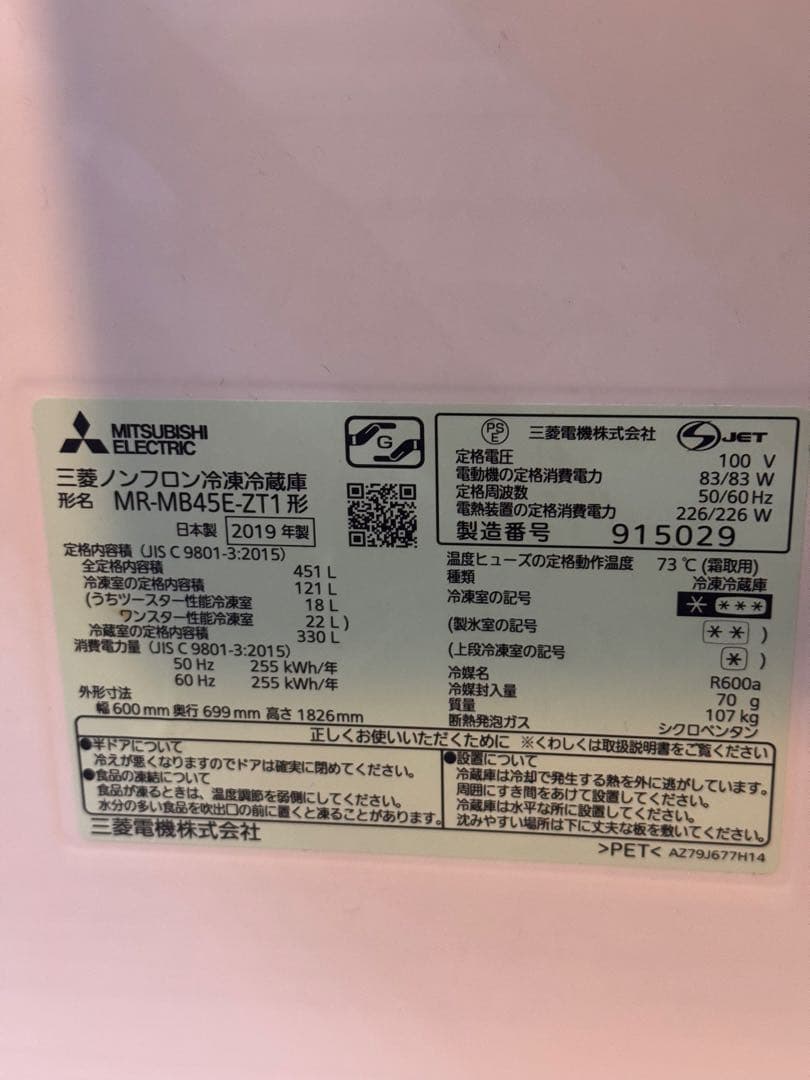 MITSUBISHI
ELECTRIC
G
三菱ノンフロン冷凍冷蔵庫
形名 MR-MB45E-ZT1形
日本製 2019年製
定格内容積(JIS C 9801-3:2015)
全定格内容積 451 L
冷凍室の定格内容積 121 L
(うちツースター性能冷凍室 18 L
ワンスター性能冷凍室 22 L)
冷蔵室の定格内容積 330 L
消費電力量(JIS C 9801-3:2015)
50 Hz 255 kWh/年
60 Hz 255 kWh/年
外形寸法
幅 600 mm 奥行 699 mm 高さ 1826mm
PS
E
三菱電機株式会社
S JET
定格電圧 100 V
電動機の定格消費電力 83/83 W
定格周波数 50/60 Hz
電熱装置の定格消費電力 226/226 W
製造番号 915029
温度ヒューズの定格動作温度 73℃(霜取用)
種類 冷凍冷蔵庫
冷凍室の記号 * ***
(製氷室の記号 ** )
(上段冷凍室の記号 * )
冷媒名 R600a
冷媒封入量 70 g
質量 107 kg
断熱発泡ガス シクロペンタン
正しくお使いいただくために ※くわしくは取扱説明書をご覧ください
●半ドアについて
冷えが悪くなりますのでドアは確実に閉めてください。
●食品の凍結について
食品が凍るときは、温度調節を弱側にしてください。
水分の多い食品を吹出口の前に置くと凍ることがあります。
●設置について
冷蔵庫は冷却で発生する熱を外に逃がしています。
周囲にすき間をあけて設置してください。
冷蔵庫は水平な所に設置してください。
沈みやすい場所は下に丈夫な板を敷いてください。
三菱電機株式会社
>PET< AZ79J677H14